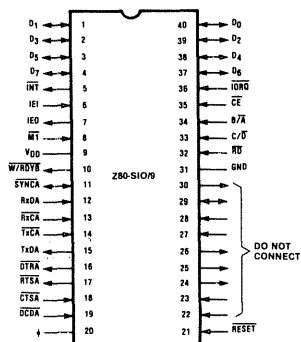 D1 1 40 D0
D3 2 39 D2
D5 3 38 D4
D7 4 37 D6
INT 5 36 IORQ
IEI 6 35 CE
IEO 7 34 B/A
M1 8 33 C/D
VDD 9 32 RD
W/RDYB 10 31 GND
Z80-SIO/9
SYNCA 11 30
RxDA 12 29
RxCA 13 28
TxCA 14 27
TxDA 15 26
DTRA 16 25
RTSA 17 24
CTSA 18 23
DCDA 19 22
DO NOT
CONNECT
ϕ 20 21 RESET